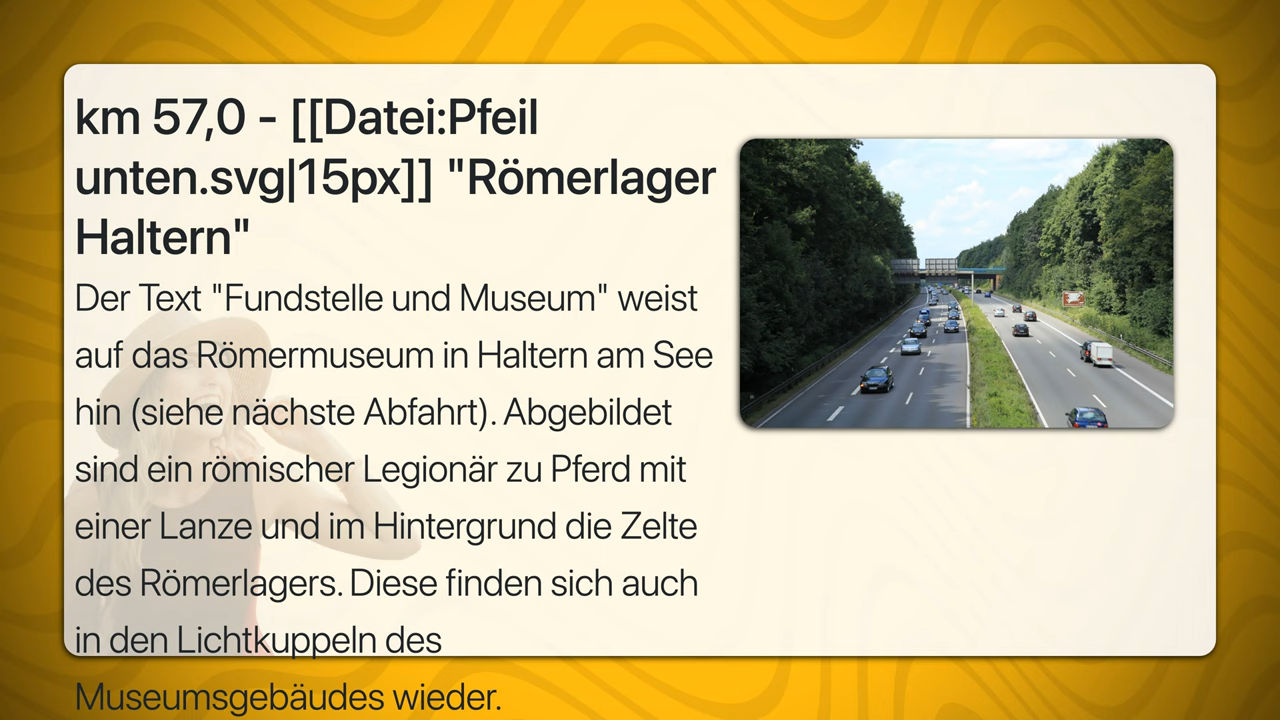 km 57,0 - [[Datei:Pfeil
unten.svg|15px]] "Römerlager
Haltern"
Der Text "Fundstelle und Museum" weist
auf das Römermuseum in Haltern am See
hin (siehe nächste Abfahrt). Abgebildet
sind ein römischer Legionär zu Pferd mit
einer Lanze und im Hintergrund die Zelte
des Römerlagers. Diese finden sich auch
in den Lichtkuppeln des
Museumsgebäudes wieder.